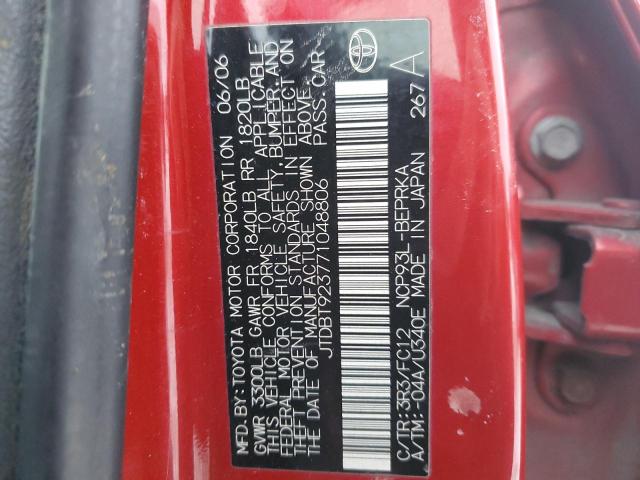 MFD.BY:TOYOTA MOTOR CORPORATION 06/06
GVWR 3300LB GAWR FR 1840LB RR 1820LB
THIS VEHICLE CONFORMS TO ALL APPLICABLE
FEDERAL MOTOR VEHICLE SAFETY,BUMPER,AND
THEFT PREVENTION STANDARDS IN EFFECT ON
THE DATE OF MANUFACTURE SHOWN ABOVE.
JTDBT923771048806 PASS.CAR
C/TR:3R3/FC12 NCP93L-BEPRKA
A/TM:-04A/U340E MADE IN JAPAN 267 A